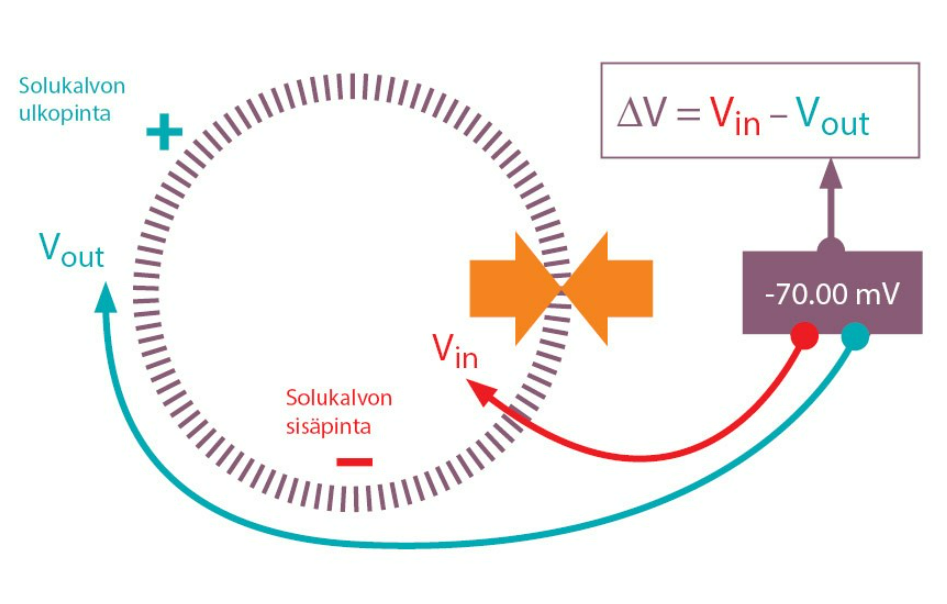 Solukalvon
ulkopinta
+
ΔV = Vin – Vout
Vout
-70.00 mV
Vin
Solukalvon
sisäpinta
–